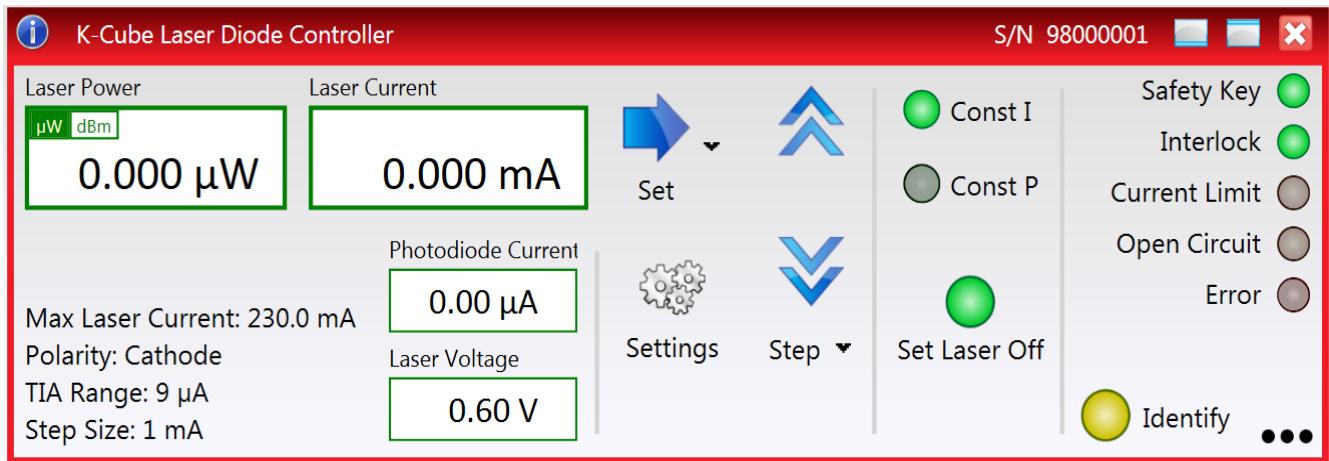 K-Cube Laser Diode Controller
S/N 98000001
Laser Power
µW dBm
0.000 µW
Laser Current
0.000 mA
Set
Const I
Const P
Safety Key
Interlock
Current Limit
Open Circuit
Error
Photodiode Current
0.00 µA
Max Laser Current: 230.0 mA
Polarity: Cathode
TIA Range: 9 µA
Step Size: 1 mA
Laser Voltage
0.60 V
Settings
Step
Set Laser Off
Identify